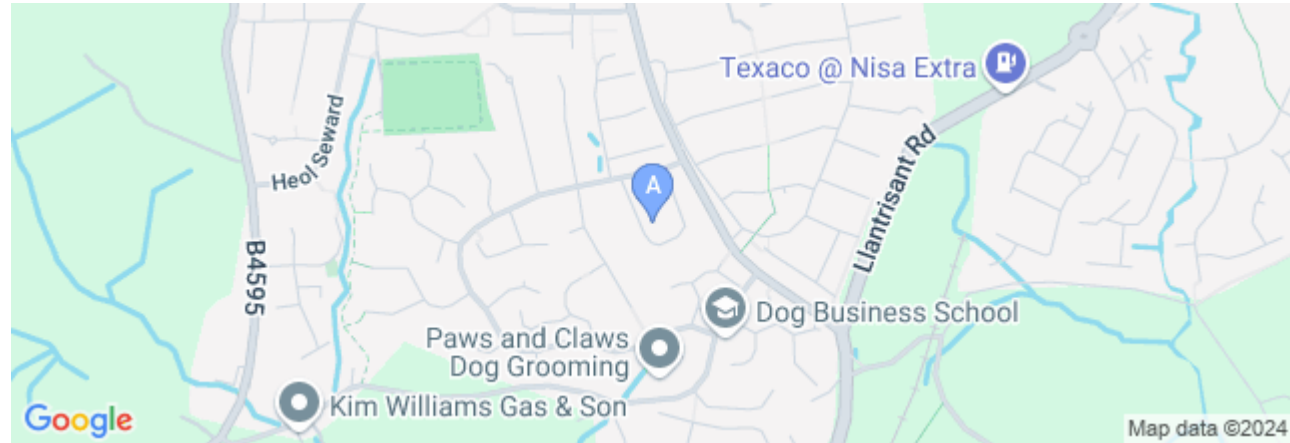 Texaco @ Nisa Extra
Heol Seward
Llantrisant Rd
A
B4595
Dog Business School
Paws and Claws
Dog Grooming
Kim Williams Gas & Son
Google
Map data ©2024